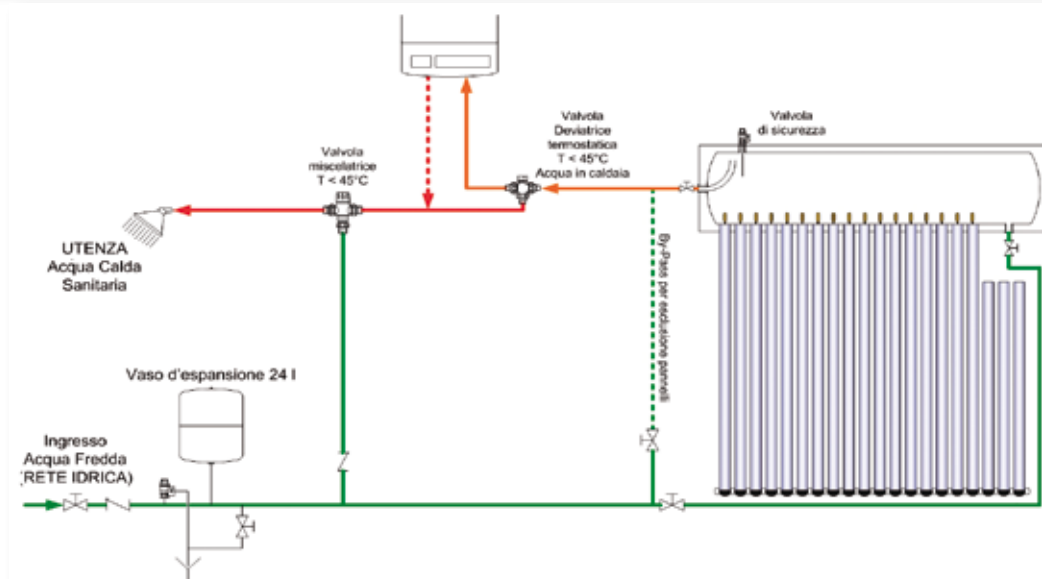 Valvola
Deviatrice
termostatica
T < 45°C
Acqua in caldaia
Valvola
di sicurezza
Valvola
miscelatrice
T < 45°C
UTENZA
Acqua Calda
Sanitaria
By-Pass per esclusione pannelli
Vaso d'espansione 24 l
Ingresso
Acqua Fredda
(RETE IDRICA)